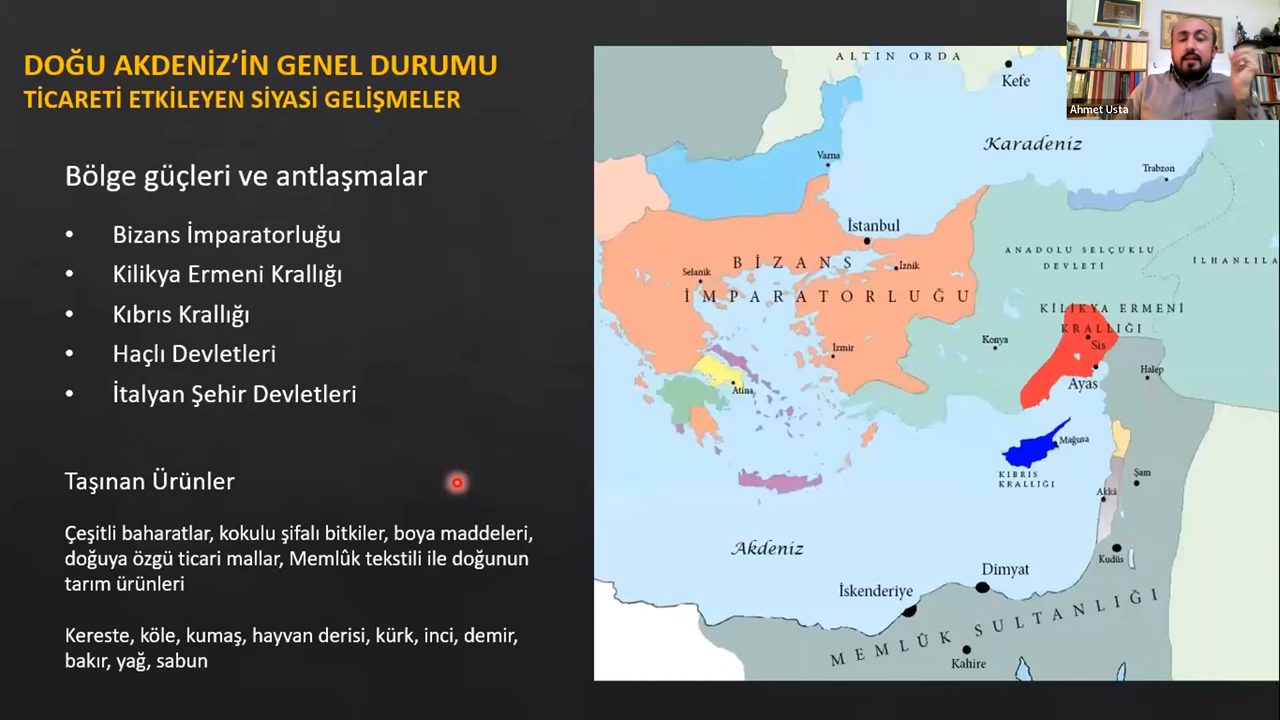 DOĞU AKDENİZ’İN GENEL DURUMU
TİCARETİ ETKİLEYEN SİYASİ GELİŞMELER
Bölge güçleri ve antlaşmalar
• Bizans İmparatorluğu
• Kilikya Ermeni Krallığı
• Kıbrıs Krallığı
• Haçlı Devletleri
• İtalyan Şehir Devletleri
Taşınan Ürünler
Çeşitli baharatlar, kokulu şifalı bitkiler, boya maddeleri,
doğuya özgü ticari mallar, Memlûk tekstili ile doğunun
tarım ürünleri
Kereste, köle, kumaş, hayvan derisi, kürk, inci, demir,
bakır, yağ, sabun
ALTIN ORDA
Kefe
Karadeniz
Varna
Trabzon
İstanbul
BİZANS
İMPARATORLUĞU
Selanik
İznik
ANADOLU SELÇUKLU
DEVLETİ
İLHANLILA
KİLİKYA ERMENİ
KRALLIĞI
Sis
Konya
İzmir
Ayas
Halep
Atina
Mağusa
KIBRIS
KRALLIĞI
Şam
Akkâ
Akdeniz
Kudüs
Dimyat
İskenderiye
MEMLÛK SULTANLIĞI
Kahire
Ahmet Usta